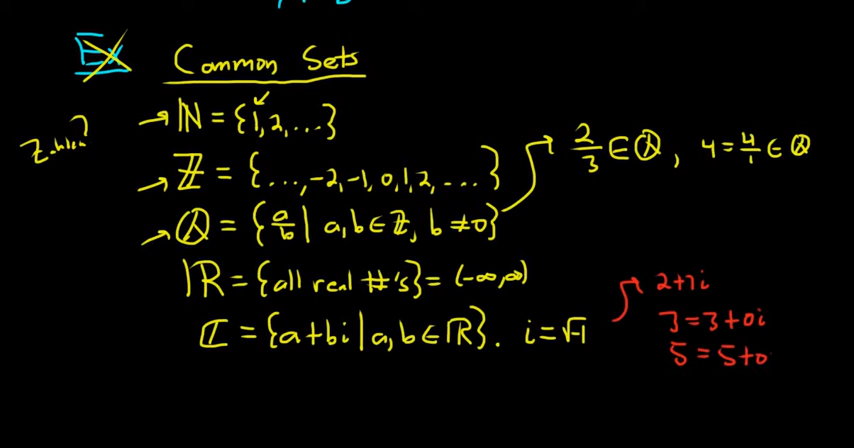 Ex Common Sets
Zahlen?
→ ℕ = {1, 2, ...}
→ ℤ = {..., -2, -1, 0, 1, 2, ...}
→ ℚ = {a/b | a, b ∈ ℤ, b ≠ 0}
2/3 ∈ ℚ, 4 = 4/1 ∈ ℚ
ℝ = {all real #'s} = (-∞, ∞)
ℂ = {a + bi | a, b ∈ ℝ}. i = √-1
2+7i
3 = 3+0i
5 = 5+0